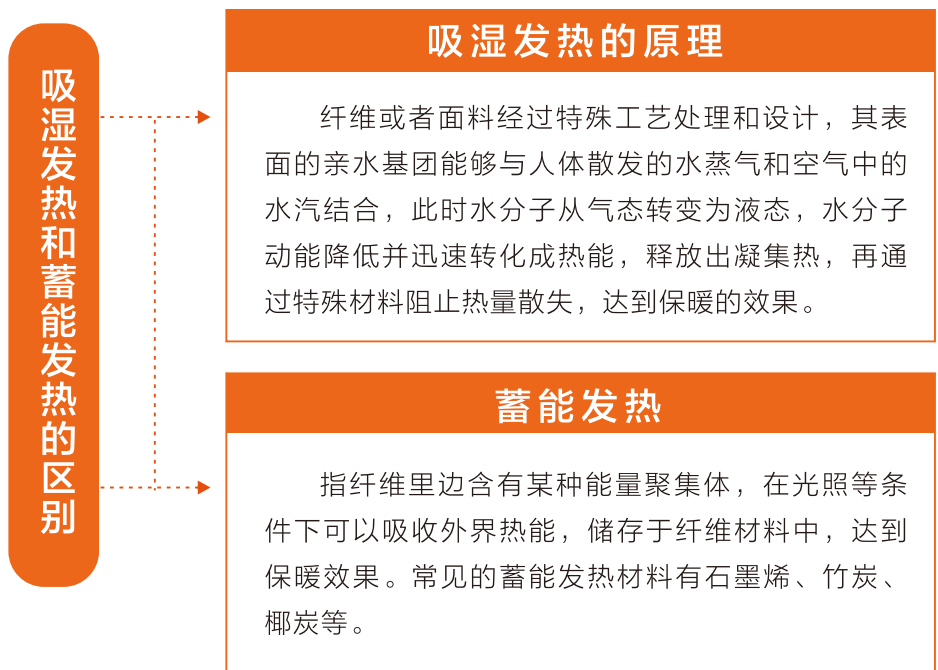 吸湿发热和蓄能发热的区别
吸湿发热的原理
纤维或者面料经过特殊工艺处理和设计，其表
面的亲水基团能够与人体散发的水蒸气和空气中的
水汽结合，此时水分子从气态转变为液态，水分子
动能降低并迅速转化成热能，释放出凝集热，再通
过特殊材料阻止热量散失，达到保暖的效果。
蓄能发热
指纤维里边含有某种能量聚集体，在光照等条
件下可以吸收外界热能，储存于纤维材料中，达到
保暖效果。常见的蓄能发热材料有石墨烯、竹炭、
椰炭等。